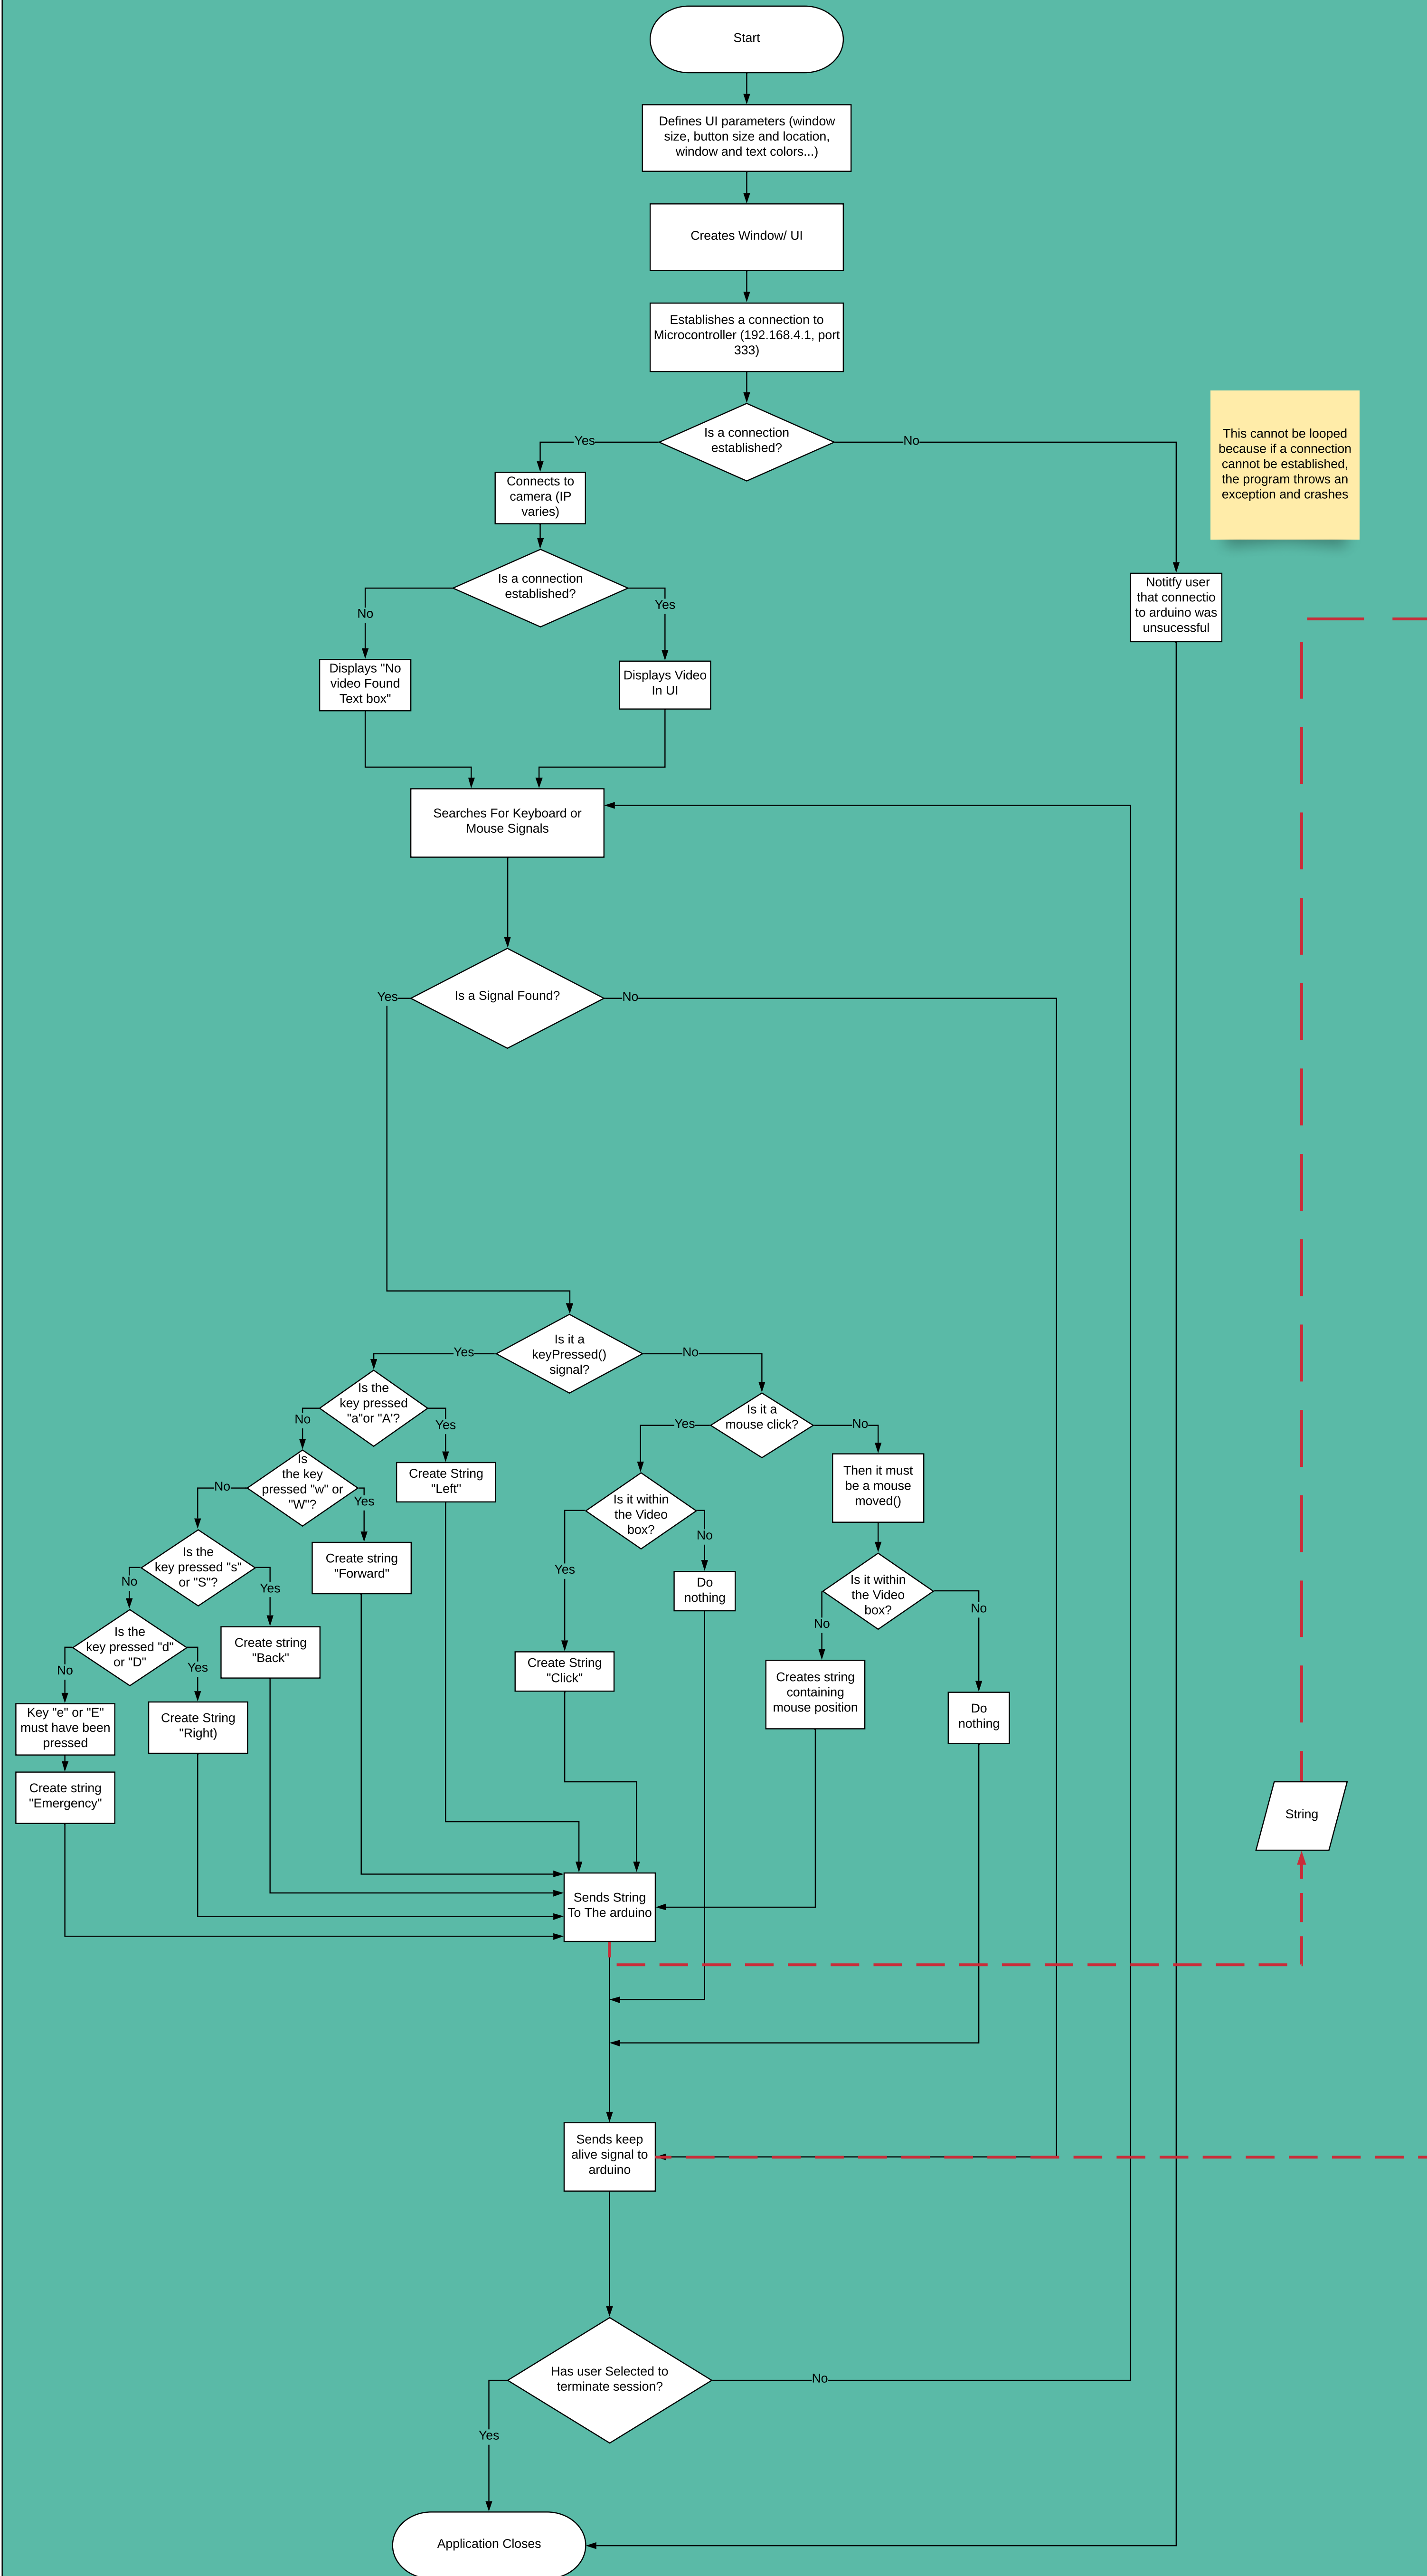 Start
Defines UI parameters (window
size, button size and location,
window and text colors...)
Creates Window/ UI
Establishes a connection to
Microcontroller (192.168.4.1, port
333)
Is a connection
established?
Yes
No
This cannot be looped
because if a connection
cannot be established,
the program throws an
exception and crashes
Connects to
camera (IP
varies)
Is a connection
established?
No
Yes
Notitfy user
that connectio
to arduino was
unsucessful
Displays "No
video Found
Text box"
Displays Video
In UI
Searches For Keyboard or
Mouse Signals
Is a Signal Found?
Yes
No
Is it a
keyPressed()
signal?
Yes
No
Is the
key pressed
"a"or "A'?
No
Yes
Is it a
mouse click?
Yes
No
Is
the key
pressed "w" or
"W"?
No
Yes
Create String
"Left"
Is it within
the Video
box?
Yes
No
Then it must
be a mouse
moved()
Is the
key pressed "s"
or "S"?
No
Yes
Create string
"Forward"
Do
nothing
Is it within
the Video
box?
No
No
Is the
key pressed "d"
or "D"
No
Yes
Create string
"Back"
Create String
"Click"
Creates string
containing
mouse position
Do
nothing
Key "e" or "E"
must have been
pressed
Create String
"Right)
Create string
"Emergency"
String
Sends String
To The arduino
Sends keep
alive signal to
arduino
Has user Selected to
terminate session?
No
Yes
Application Closes